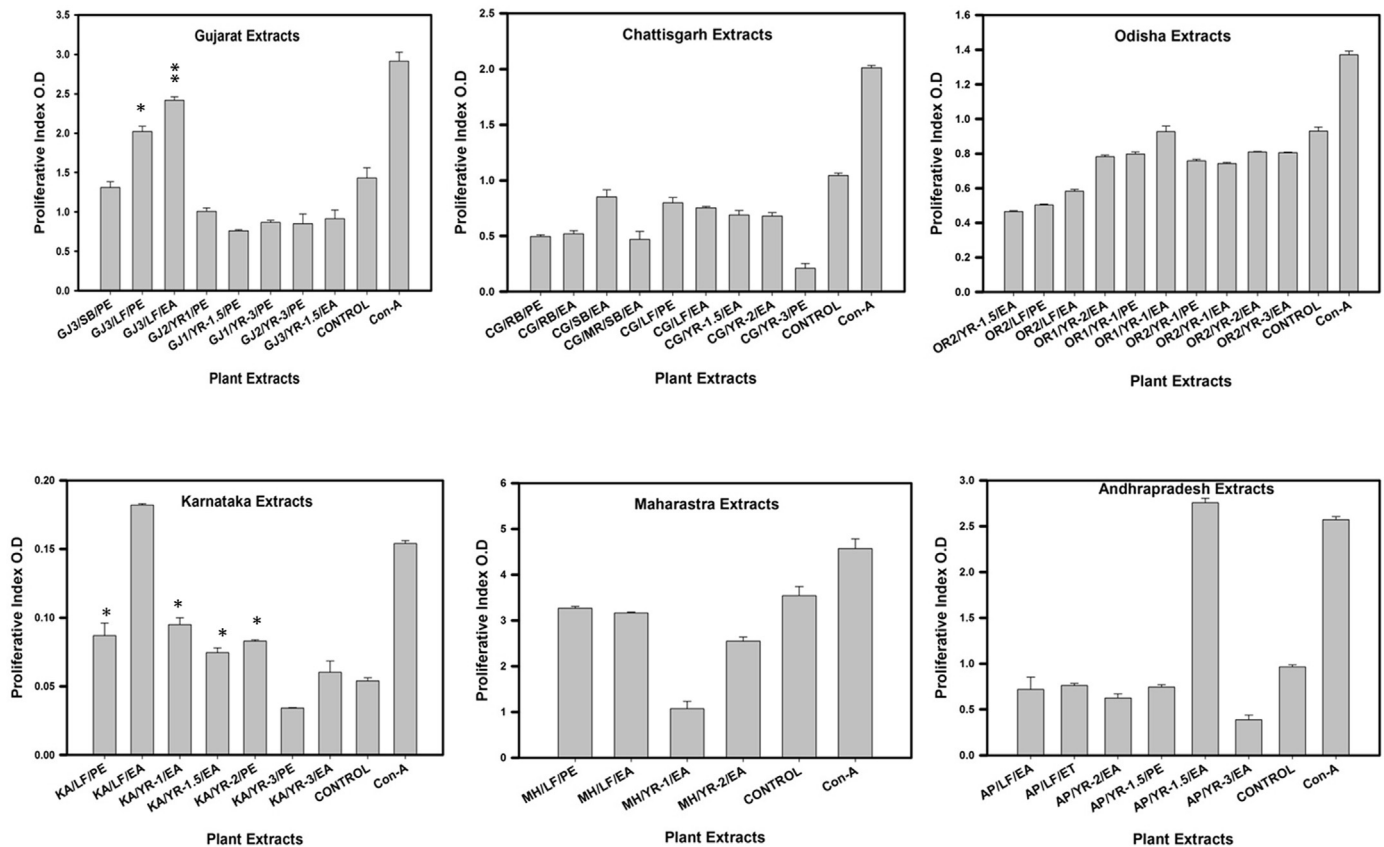 Gujarat Extracts
Proliferative Index O.D
3.5
3.0
2.5
2.0
1.5
1.0
0.5
0.0
*
**
GJ3/SB/PE
GJ3/LF/PE
GJ3/LF/EA
GJ2/YR1/PE
GJ1/YR-1.5/PE
GJ1/YR-3/PE
GJ2/YR-3/PE
GJ3/YR-1.5/EA
CONTROL
Con-A
Plant Extracts
Chattisgarh Extracts
Proliferative Index O.D
2.5
2.0
1.5
1.0
0.5
0.0
CG/RB/PE
CG/RB/EA
CG/SB/EA
CG/MR/SB/EA
CG/LF/PE
CG/LF/EA
CG/YR-1.5/EA
CG/YR-2/EA
CG/YR-3/PE
CONTROL
Con-A
Plant Extracts
Odisha Extracts
Proliferative Index O.D
1.6
1.4
1.2
1.0
0.8
0.6
0.4
0.2
0.0
OR2/YR-1.5/EA
OR2/LF/PE
OR2/LF/EA
OR1/YR-2/EA
OR1/YR-1/PE
OR1/YR-1/EA
OR2/YR-1/PE
OR2/YR-1/EA
OR2/YR-2/EA
OR2/YR-3/EA
CONTROL
Con-A
Plant Extracts
Karnataka Extracts
Proliferative Index O.D
0.20
0.15
0.10
0.05
0.00
*
*
*
*
KA/LF/PE
KA/LF/EA
KA/YR-1/EA
KA/YR-1.5/EA
KA/YR-2/PE
KA/YR-3/PE
KA/YR-3/EA
CONTROL
Con-A
Plant Extracts
Maharastra Extracts
Proliferative Index O.D
6
5
4
3
2
1
0
MH/LF/PE
MH/LF/EA
MH/YR-1/EA
MH/YR-2/EA
CONTROL
Con-A
Plant Extracts
Andhrapradesh Extracts
Proliferative Index O.D
3.0
2.5
2.0
1.5
1.0
0.5
0.0
AP/LF/EA
AP/LF/ET
AP/YR-2/EA
AP/YR-1.5/PE
AP/YR-1.5/EA
AP/YR-3/EA
CONTROL
Con-A
Plant Extracts